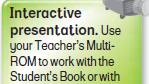 Interactive
presentation. Use
your Teacher's Multi-
ROM to work with the
Student's Book or with